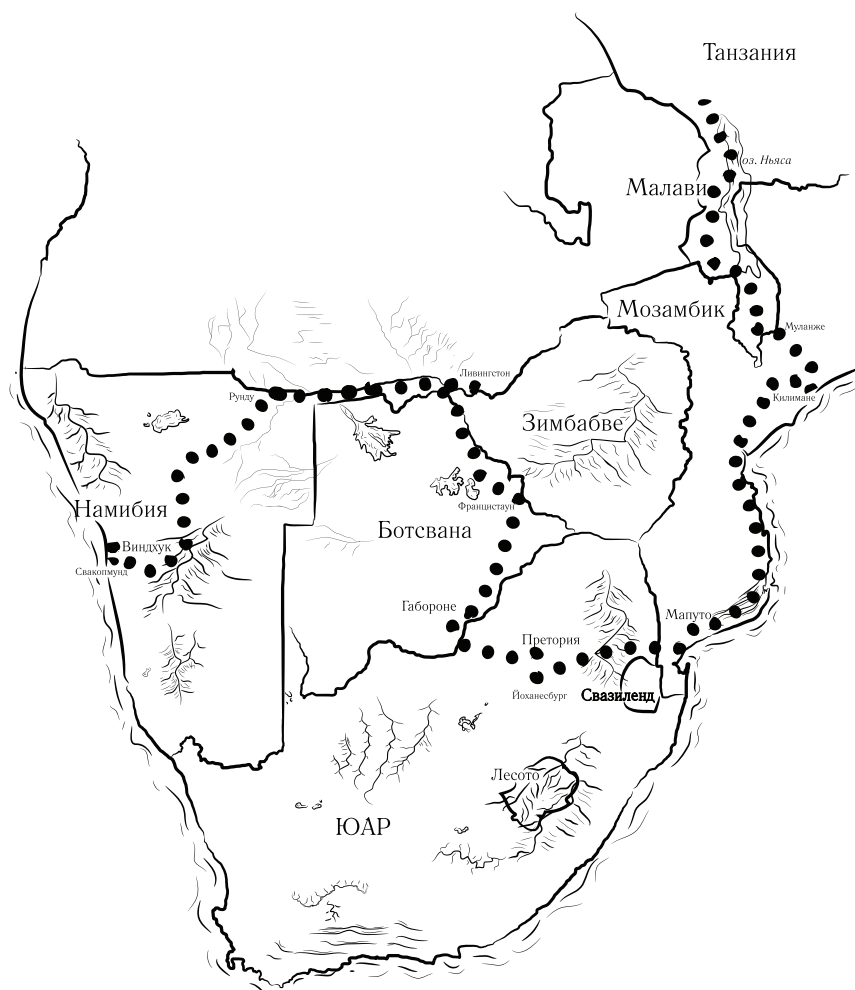 Танзания
оз. Ньяса
Малави
Мозамбик
Муланже
Ливингстон
Рунду
Килимане
Зимбабве
Намибия
Францистаун
Ботсвана
Виндхук
Свакопмунд
Габороне
Мапуто
Претория
Йоханесбург
Свазиленд
Лесото
ЮАР